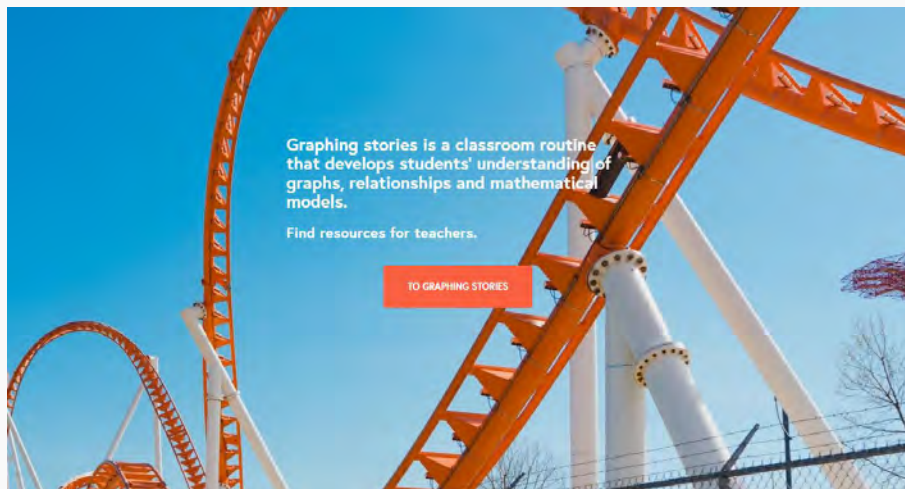 Graphing stories is a classroom routine
that develops students' understanding of
graphs, relationships and mathematical
models.
Find resources for teachers.
TO GRAPHING STORIES